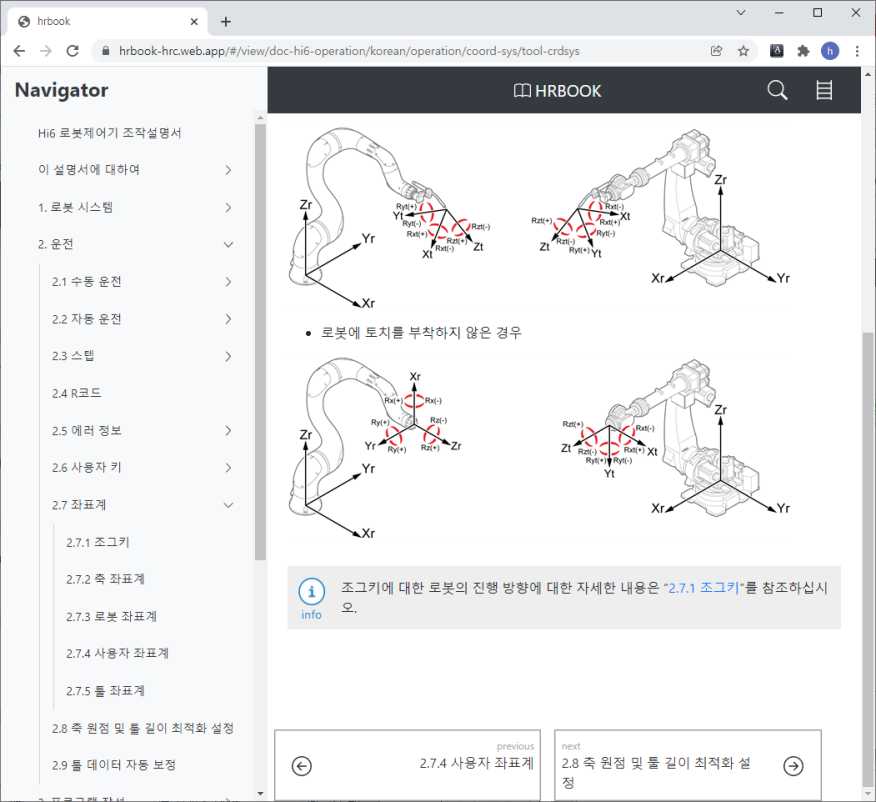 hrbook
hrbook-hrc.web.app/#/view/doc-hi6-operation/korean/operation/coord-sys/tool-crdsys
h
Navigator
Hi6 로봇제어기 조작설명서
이 설명서에 대하여
1. 로봇 시스템
2. 운전
2.1 수동 운전
2.2 자동 운전
2.3 스텝
2.4 R코드
2.5 에러 정보
2.6 사용자 키
2.7 좌표계
2.7.1 조그키
2.7.2 축 좌표계
2.7.3 로봇 좌표계
2.7.4 사용자 좌표계
2.7.5 툴 좌표계
2.8 축 원점 및 툴 길이 최적화 설정
2.9 툴 데이터 자동 보정
HRBOOK
Zr
Yr
Xr
Ryt(+)
Yt
Ryt(-)
Rxt(+)
Rxt(-)
Xt
Rzt(-)
Rzt(+)
Zt
Rzt(+)
Zt
Rzt(-)
Rxt(-)
Xt
Rxt(+)
Ryt(-)
Ryt(+)
Yt
Zr
Xr
Yr
로봇에 토치를 부착하지 않은 경우
Xr
Rx(+)
Rx(-)
Ry(+)
Rz(-)
Yr
Ry(+)
Rz(+)
Zr
Zr
Yr
Xr
Rzt(+)
Rxt(-)
Zt
Rzt(-)
Rxt(+)
Xt
Ryt(+)
Ryt(-)
Yt
Zr
Xr
Yr
info
조그키에 대한 로봇의 진행 방향에 대한 자세한 내용은 “2.7.1 조그키”를 참조하십시
오.
previous
2.7.4 사용자 좌표계
next
2.8 축 원점 및 툴 길이 최적화 설
정